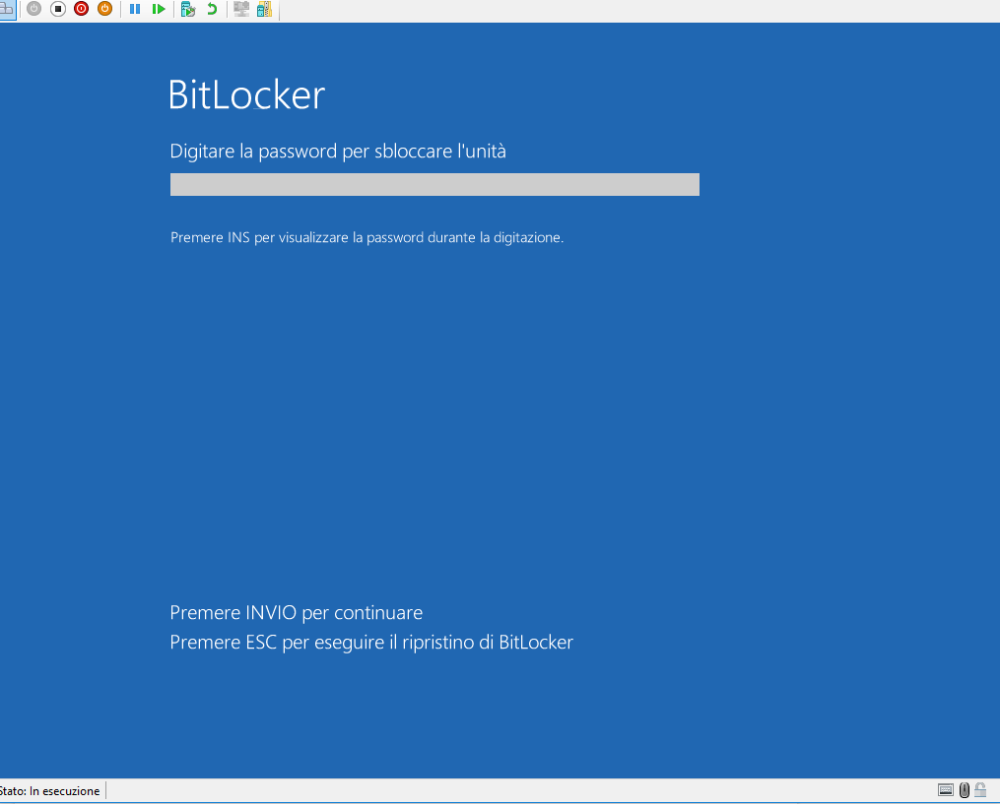 BitLocker
Digitare la password per sbloccare l'unità
Premere INS per visualizzare la password durante la digitazione.
Premere INVIO per continuare
Premere ESC per eseguire il ripristino di BitLocker
Stato: In esecuzione